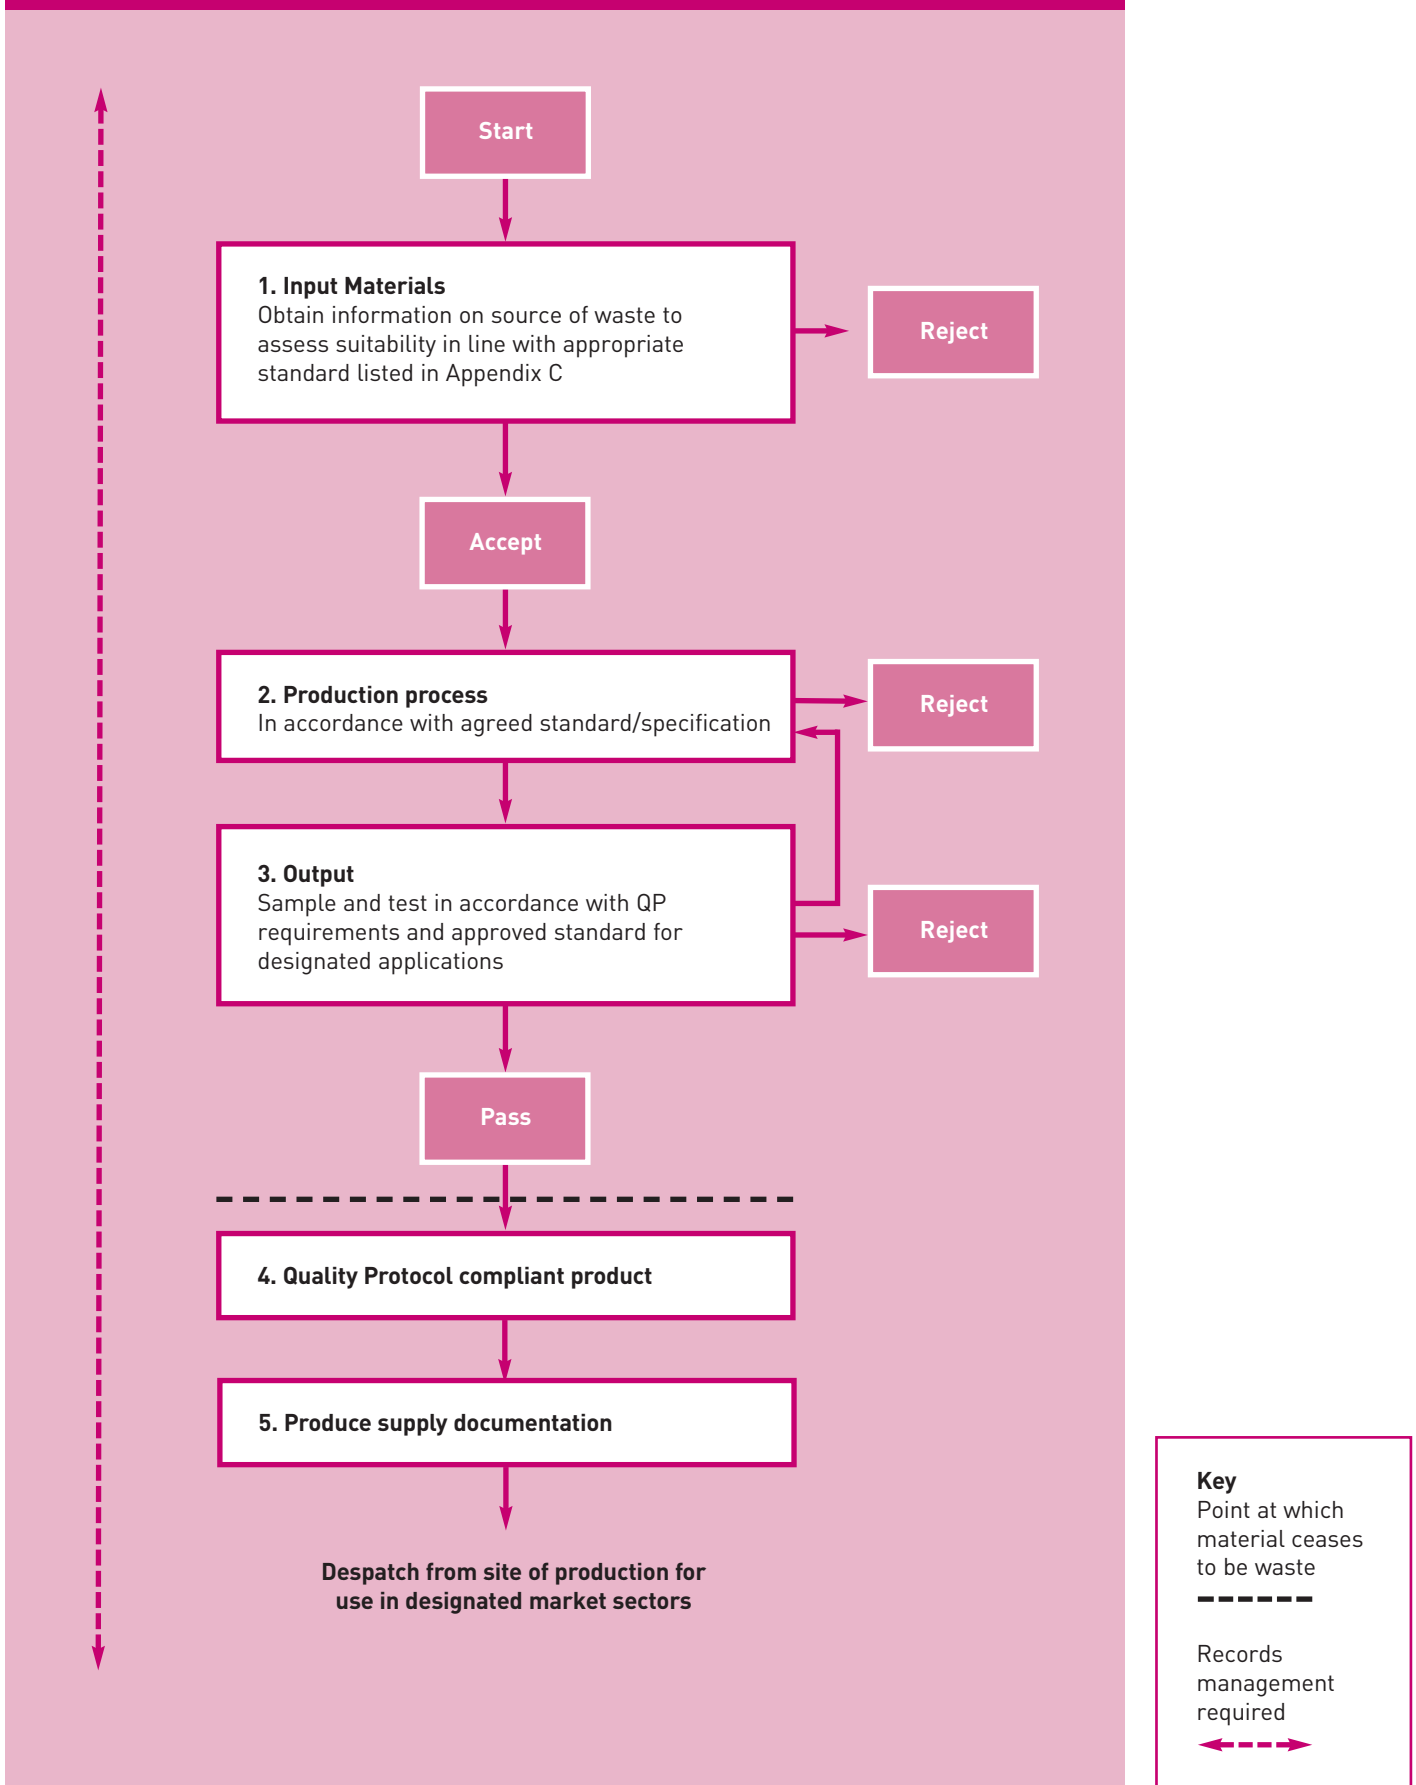 Start
1. Input Materials
Obtain information on source of waste to
assess suitability in line with appropriate
standard listed in Appendix C
Reject
Accept
2. Production process
In accordance with agreed standard/specification
Reject
3. Output
Sample and test in accordance with QP
requirements and approved standard for
designated applications
Reject
Pass
4. Quality Protocol compliant product
5. Produce supply documentation
Despatch from site of production for
use in designated market sectors
Key
Point at which
material ceases
to be waste
Records
management
required